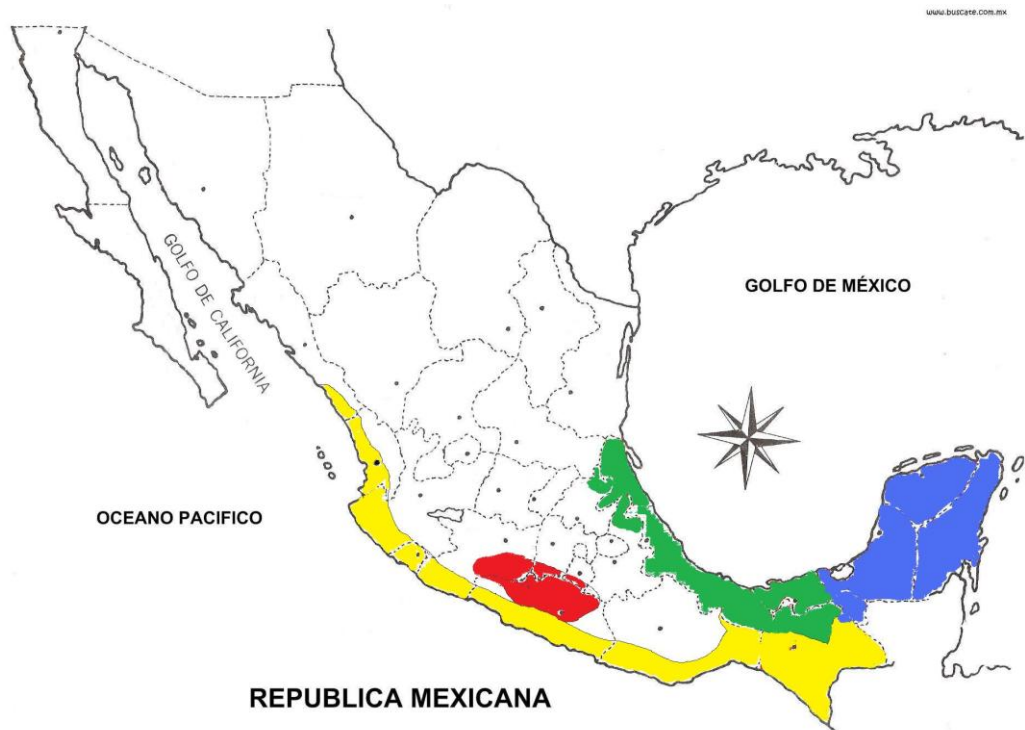 www.buscate.com.mx
GOLFO DE CALIFORNIA
GOLFO DE MÉXICO
OCEANO PACIFICO
REPUBLICA MEXICANA